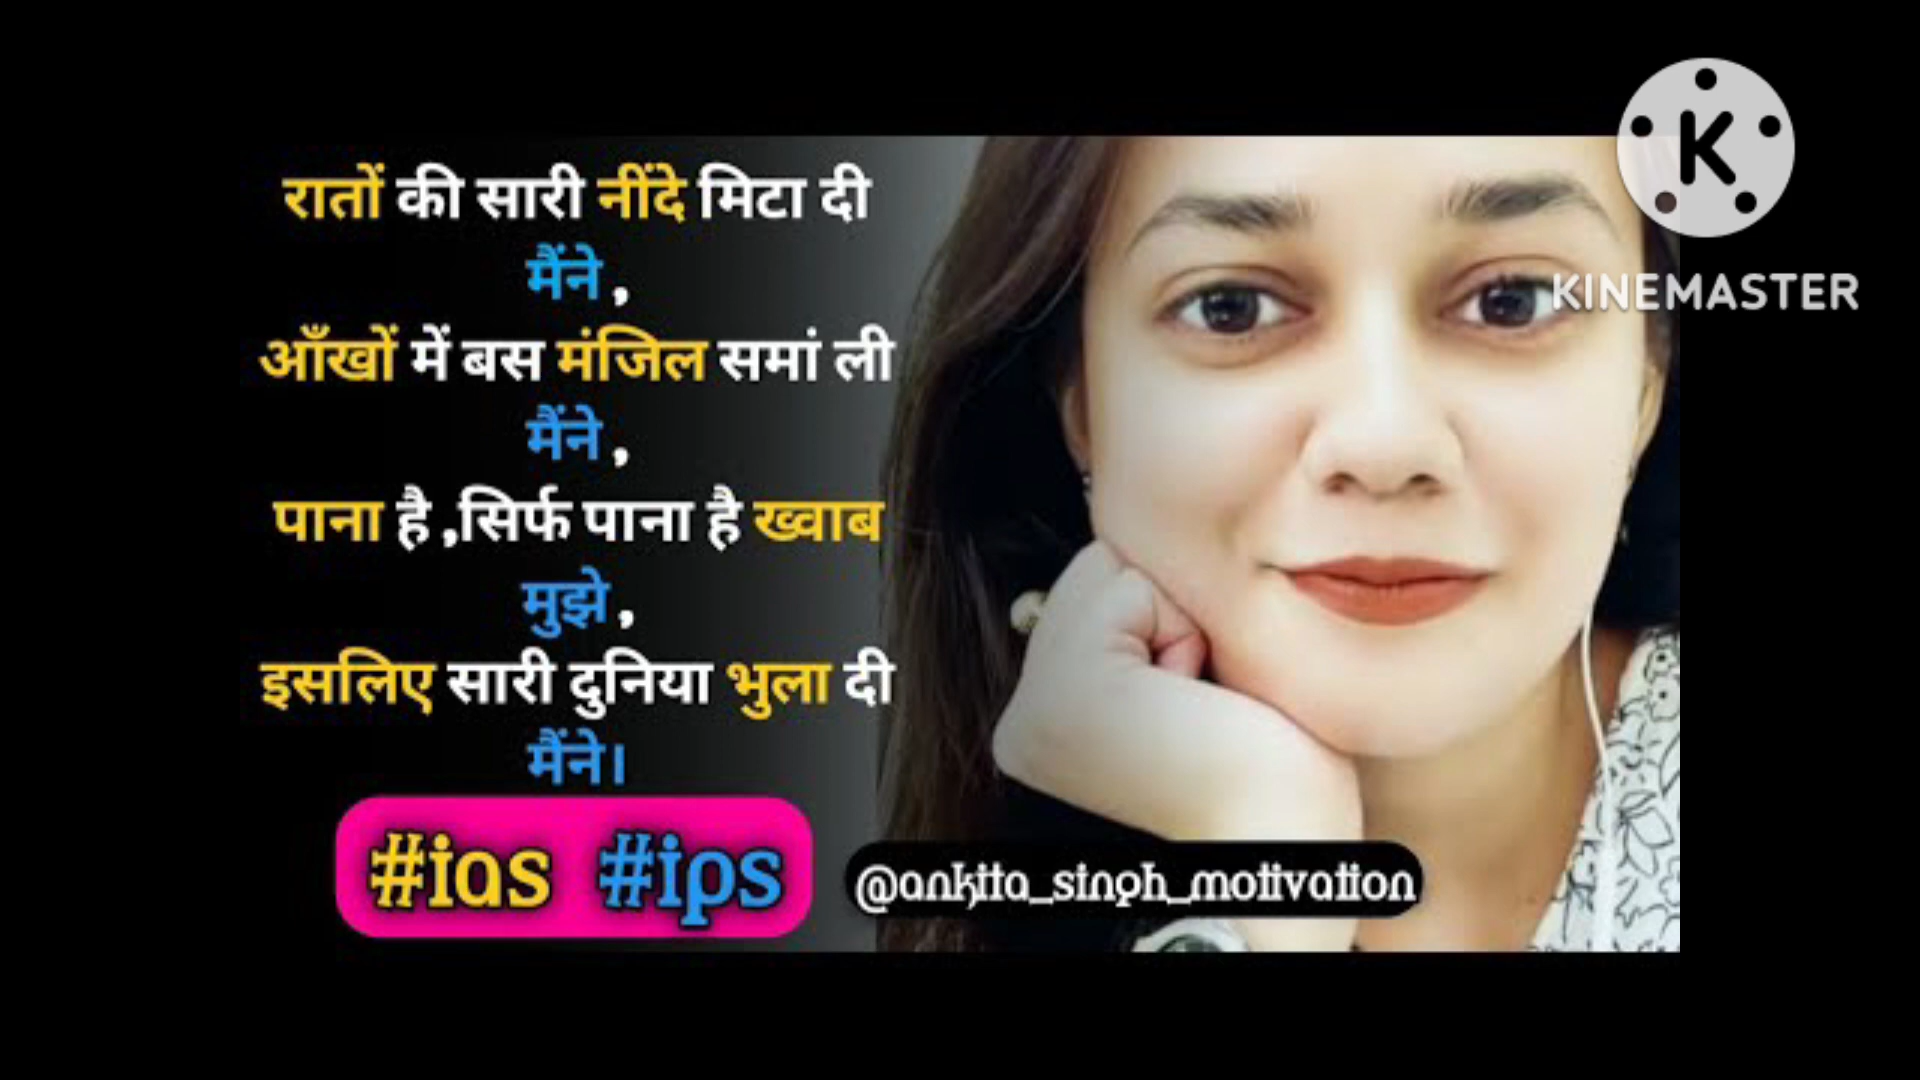 रातों की सारी नींदे मिटा दी
मैंने ,
आँखों में बस मंजिल समां ली
मैंने ,
पाना है ,सिर्फ पाना है ख्वाब
मुझे ,
इसलिए सारी दुनिया भुला दी
मैंने।
#ias #ips
@ankita_singh_motivation
K
KINEMASTER